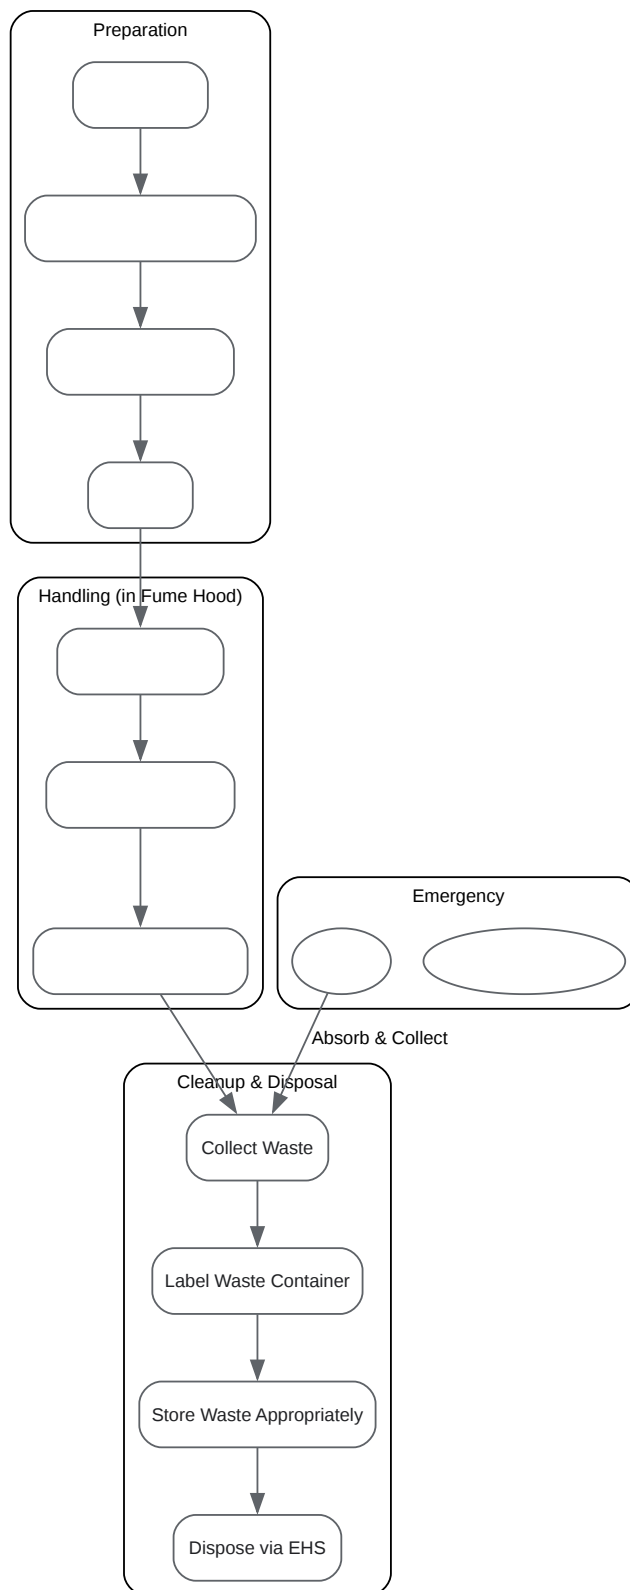 Preparation
Handling (in Fume Hood)
Emergency
Absorb & Collect
Cleanup & Disposal
Collect Waste
Label Waste Container
Store Waste Appropriately
Dispose via EHS